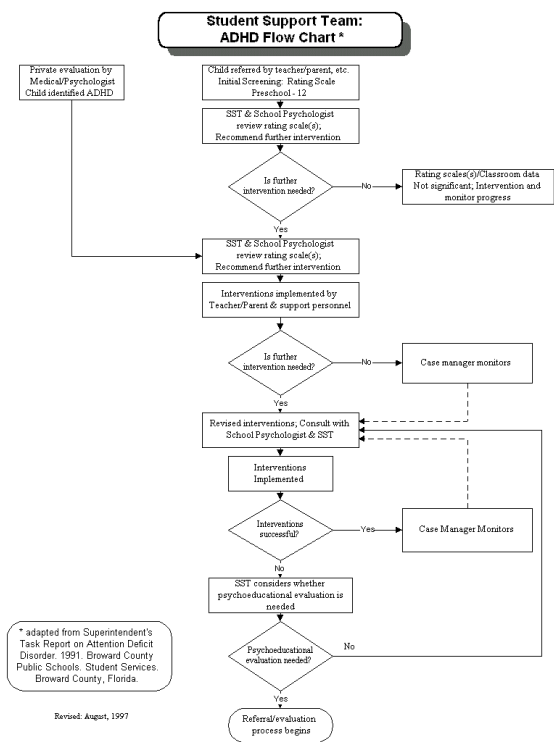 Student Support Team:
ADHD Flow Chart *
Private evaluation by
Medical/Psychologist
Child identified ADHD
Child referred by teacher/parent, etc.
Initial Screening: Rating Scale
Preschool - 12
SST & School Psychologist
review rating scale(s);
Recommend further intervention
Is further
intervention needed?
No
Rating scales(s)/Classroom data
Not significant; Intervention and
monitor progress
Yes
SST & School Psychologist
review rating scale(s);
Recommend further intervention
Interventions implemented by
Teacher/Parent & support personnel
Is further
intervention needed?
No
Case manager monitors
Yes
Revised interventions; Consult with
School Psychologist & SST
Interventions
Implemented
Interventions
successful?
Yes
Case Manager Monitors
No
SST considers whether
psychoeducational evaluation is
needed
Psychoeducational
evaluation needed?
No
Yes
Referral/evaluation
process begins
* adapted from Superintendent's
Task Report on Attention Deficit
Disorder. 1991. Broward County
Public Schools. Student Services.
Broward County, Florida.
Revised: August, 1997